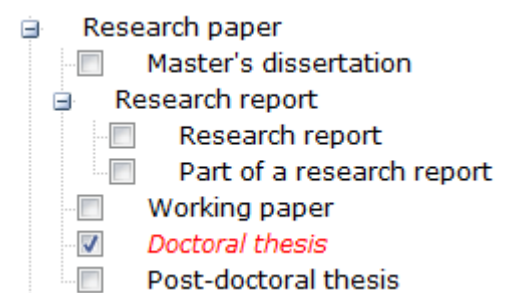 Research paper
Master's dissertation
Research report
Research report
Part of a research report
Working paper
Doctoral thesis
Post-doctoral thesis